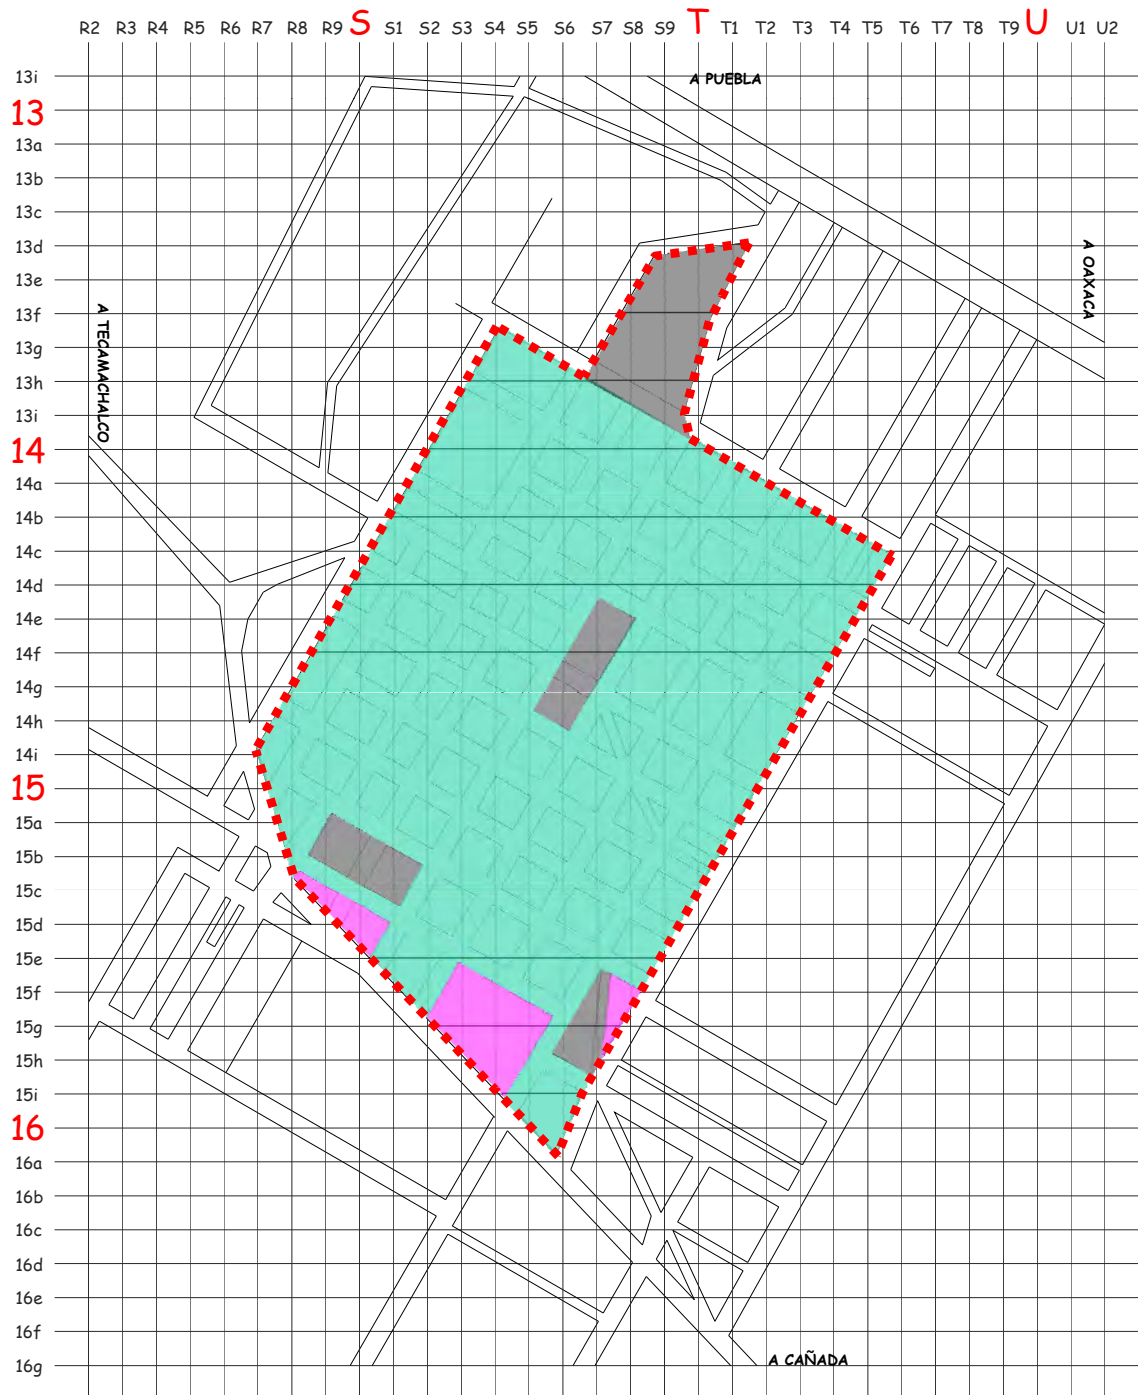 R2 R3 R4 R5 R6 R7 R8 R9 S S1 S2 S3 S4 S5 S6 S7 S8 S9 T T1 T2 T3 T4 T5 T6 T7 T8 T9 U U1 U2
13i
A PUEBLA
13
13a
13b
13c
13d
A OAXACA
13e
13f
A TECAMACHALCO
13g
13h
13i
14
14a
14b
14c
14d
14e
14f
14g
14h
14i
15
15a
15b
15c
15d
15e
15f
15g
15h
15i
16
16a
16b
16c
16d
16e
16f
16g
A CAÑADA